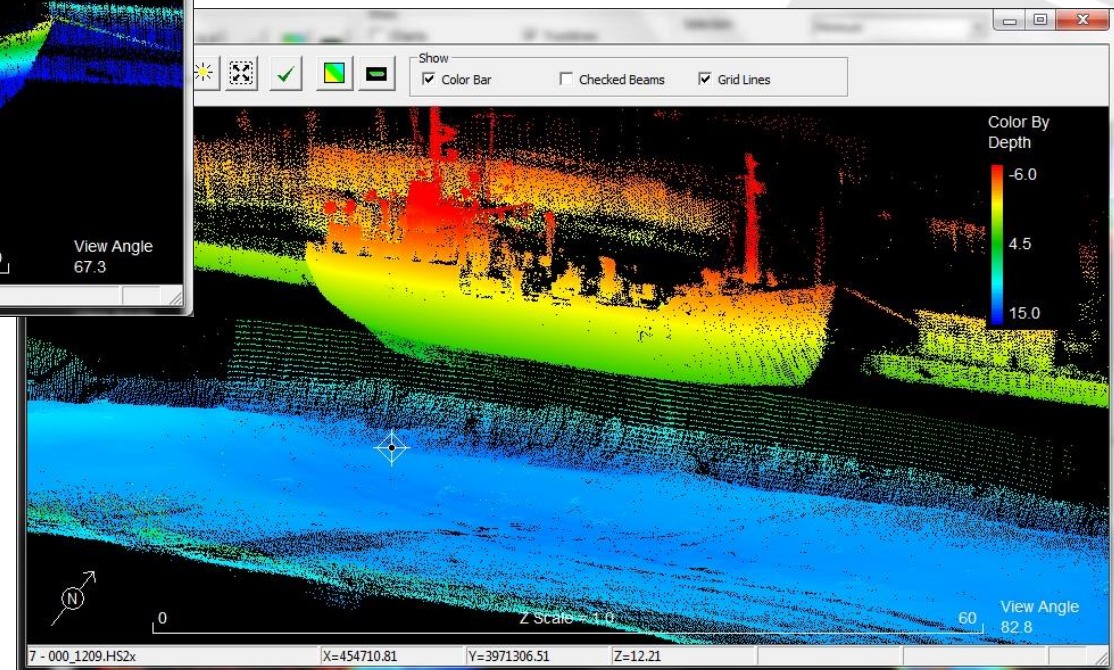 Show
Color Bar
Checked Beams
Grid Lines
Color By
Depth
-6.0
4.5
15.0
View Angle
67.3
N
0
Z Scale = 1.0
60
View Angle
82.8
7 - 000_1209.HS2x
X=454710.81
Y=3971306.51
Z=12.21